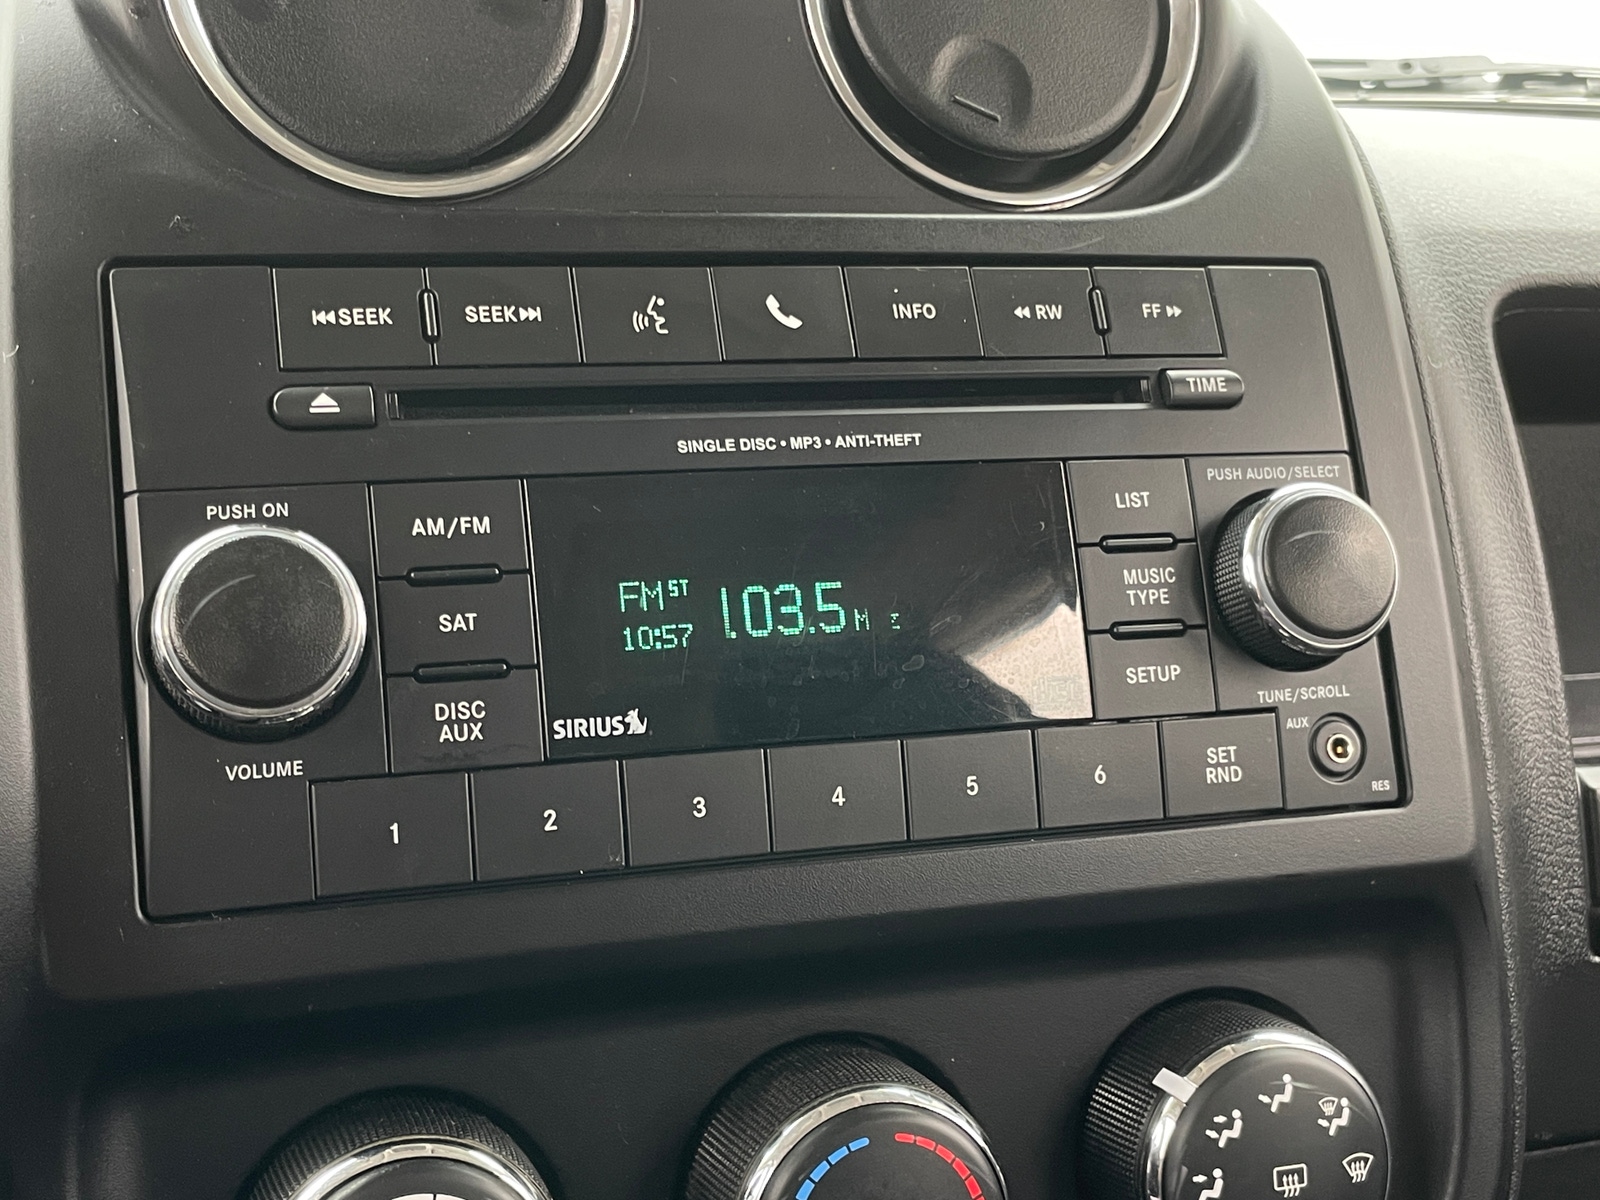 SEEK
SEEK
INFO
RW
FF
TIME
SINGLE DISC • MP3 • ANTI-THEFT
PUSH ON
AM/FM
SAT
DISC
AUX
VOLUME
FM ST
10:57
103.5
SIRIUS
LIST
MUSIC
TYPE
SETUP
PUSH AUDIO/SELECT
TUNE/SCROLL
AUX
RES
1
2
3
4
5
6
SET
RND